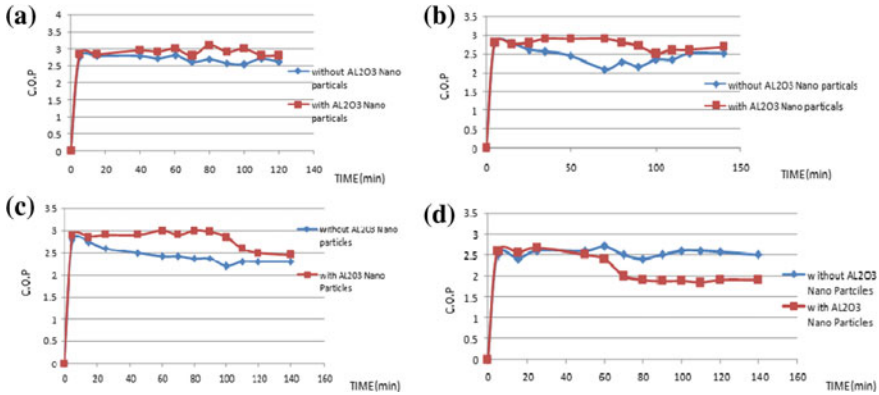 (a)
4
3.5
3
2.5
2
1.5
1
0.5
0
C.O.P
0 20 40 60 80 100 120 140
TIME(min)
without AL2O3 Nano
particals
with AL2O3 Nano
particals
(b)
3.5
3
2.5
2
1.5
1
0.5
0
C.O.P
0 50 100 150
TIME(min)
without AL2O3 Nano particals
with AL2O3 Nano particals
(c)
3.5
3
2.5
2
1.5
1
0.5
0
C.O.P
0 20 40 60 80 100 120 140 160
TIME(min)
without AL2O3 Nano
particles
with AL2O3 Nano
Particles
(d)
3.5
3
2.5
2
1.5
1
0.5
0
C.O.P
0 20 40 60 80 100 120 140 160
TIME(min)
without AL2O3
Nano Partciles
with AL2O3
Nano Particles